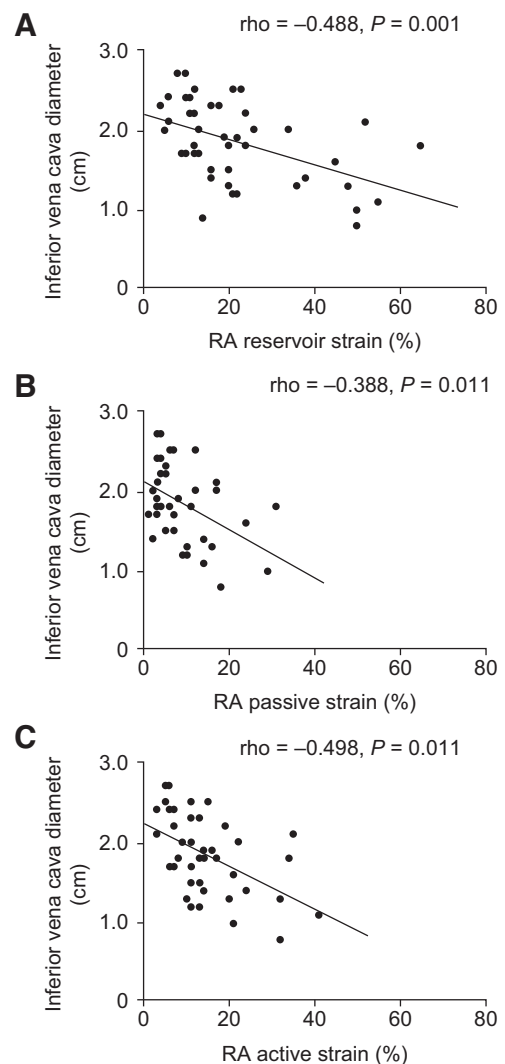 A
rho = –0.488, P = 0.001
Inferior vena cava diameter
(cm)
3.0
2.0
1.0
0
0 20 40 60 80
RA reservoir strain (%)
B
rho = –0.388, P = 0.011
Inferior vena cava diameter
(cm)
3.0
2.0
1.0
0
0 20 40 60 80
RA passive strain (%)
C
rho = –0.498, P = 0.011
Inferior vena cava diameter
(cm)
3.0
2.0
1.0
0
0 20 40 60 80
RA active strain (%)